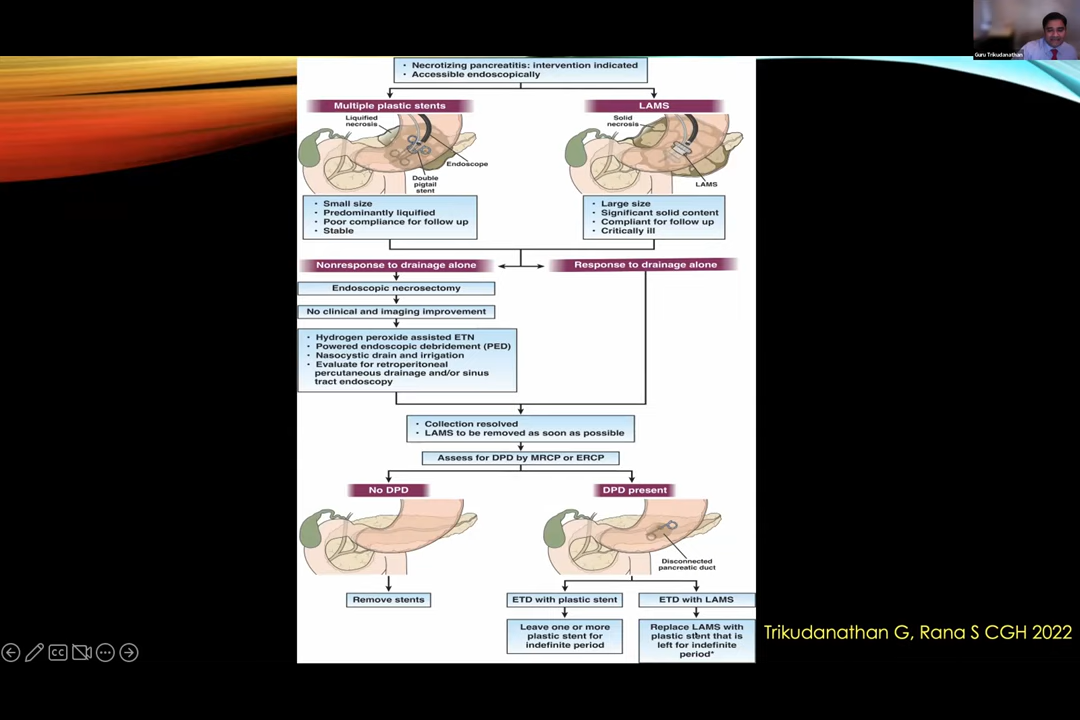 Guru Trikudanathan
• Necrotizing pancreatitis: intervention indicated
• Accessible endoscopically
Multiple plastic stents
LAMS
Liquified
necrosis
Endoscope
Double
pigtail
stent
Solid
necrosis
LAMS
• Small size
• Predominantly liquified
• Poor compliance for follow up
• Stable
• Large size
• Significant solid content
• Compliant for follow up
• Critically ill
Nonresponse to drainage alone
Response to drainage alone
Endoscopic necrosectomy
No clinical and imaging improvement
• Hydrogen peroxide assisted ETN
• Powered endoscopic debridement (PED)
• Nasocystic drain and irrigation
• Evaluate for retroperitoneal
percutaneous drainage and/or sinus
tract endoscopy
• Collection resolved
• LAMS to be removed as soon as possible
Assess for DPD by MRCP or ERCP
No DPD
DPD present
Disconnected
pancreatic duct
Remove stents
ETD with plastic stent
ETD with LAMS
Leave one or more
plastic stent for
indefinite period
Replace LAMS with
plastic stent that is
left for indefinite
period*
Trikudanathan G, Rana S CGH 2022
CC